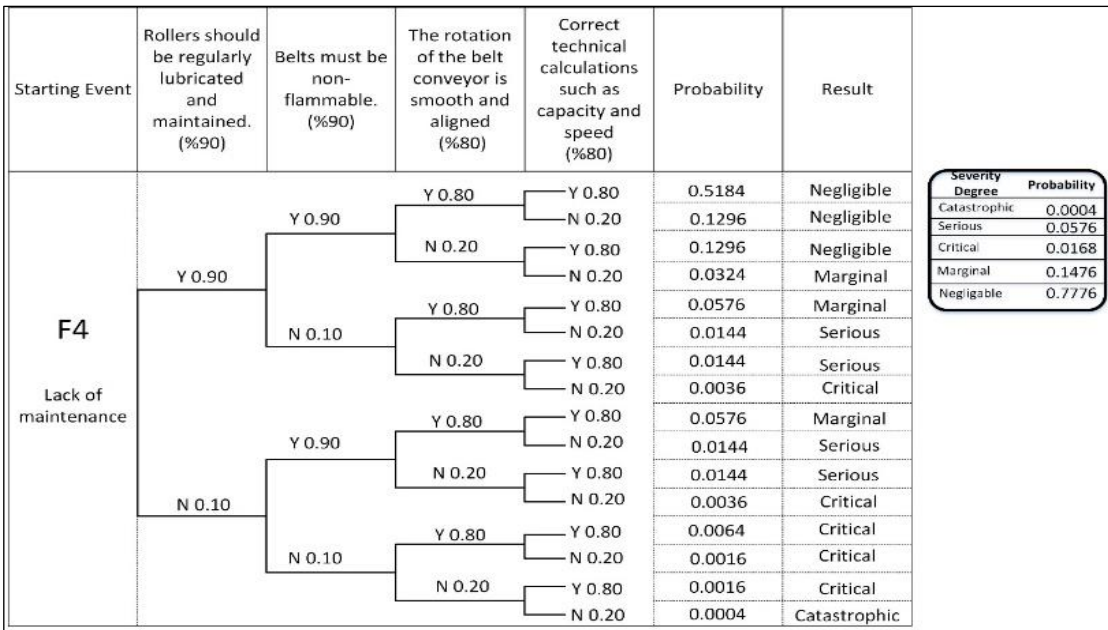 Starting Event
Rollers should
be regularly
lubricated
and
maintained.
(%90)
Belts must be
non-
flammable.
(%90)
The rotation
of the belt
conveyor is
smooth and
aligned
(%80)
Correct
technical
calculations
such as
capacity and
speed
(%80)
Probability
Result
F4
Lack of
maintenance
Y 0.90
N 0.10
Y 0.90
N 0.10
Y 0.90
N 0.10
Y 0.80
N 0.20
Y 0.80
N 0.20
Y 0.80
N 0.20
Y 0.80
N 0.20
Y 0.80 0.5184 Negligible
N 0.20 0.1296 Negligible
Y 0.80 0.1296 Negligible
N 0.20 0.0324 Marginal
Y 0.80 0.0576 Marginal
N 0.20 0.0144 Serious
Y 0.80 0.0144 Serious
N 0.20 0.0036 Critical
Y 0.80 0.0576 Marginal
N 0.20 0.0144 Serious
Y 0.80 0.0144 Serious
N 0.20 0.0036 Critical
Y 0.80 0.0064 Critical
N 0.20 0.0016 Critical
Y 0.80 0.0016 Critical
N 0.20 0.0004 Catastrophic
Severity
Degree
Probability
Catastrophic 0.0004
Serious 0.0576
Critical 0.0168
Marginal 0.1476
Negligable 0.7776